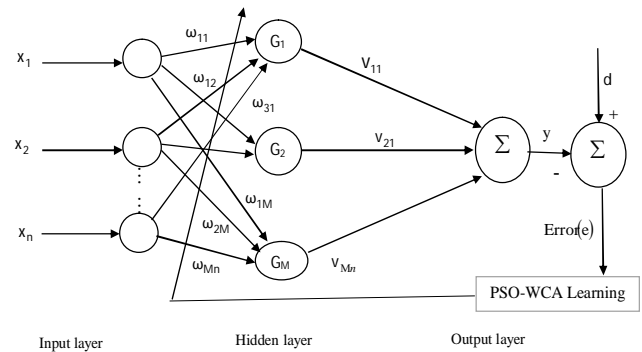 x1
x2
xn
ω11
ω12
ω31
ω1M
ω2M
ωMn
G1
G2
GM
v11
v21
vMn
Σ
y
-
d
+
Σ
Error(e)
PSO-WCA Learning
Input layer
Hidden layer
Output layer